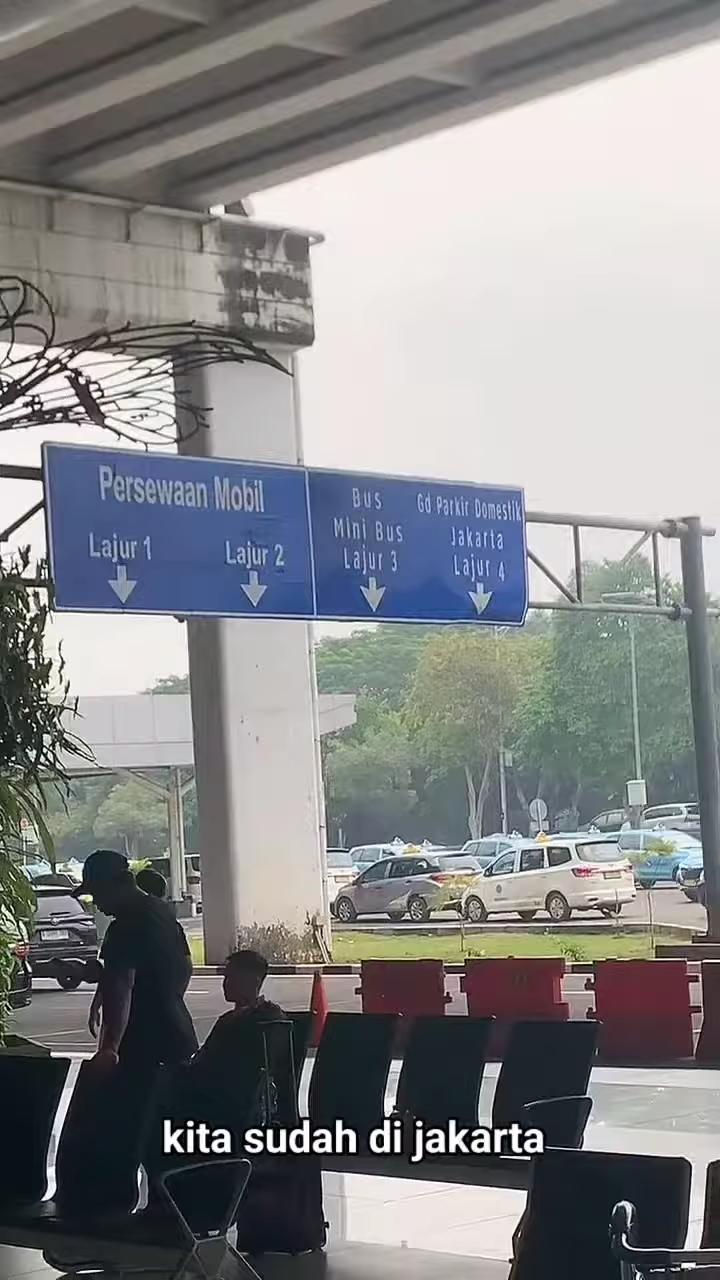 Persewaan Mobil
Lajur 1
Lajur 2
Bus
Mini Bus
Lajur 3
Gd Parkir Domestik
Jakarta
Lajur 4
kita sudah di jakarta